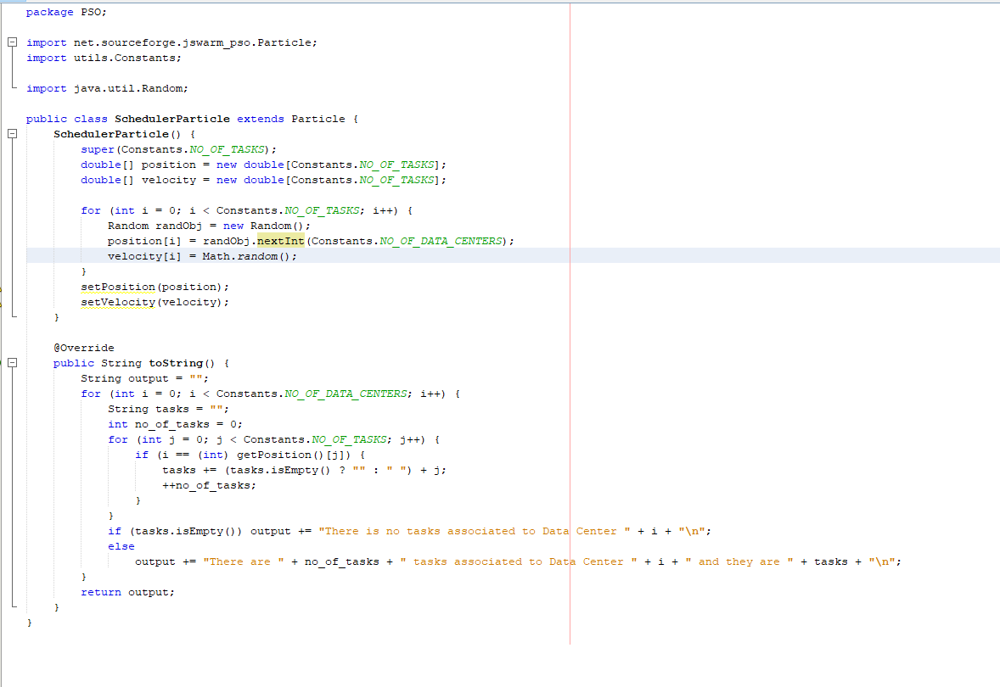 package PSO;
import net.sourceforge.jswarm_pso.Particle;
import utils.Constants;
import java.util.Random;
public class SchedulerParticle extends Particle {
    SchedulerParticle() {
        super(Constants.NO_OF_TASKS);
        double[] position = new double[Constants.NO_OF_TASKS];
        double[] velocity = new double[Constants.NO_OF_TASKS];
        for (int i = 0; i < Constants.NO_OF_TASKS; i++) {
            Random randObj = new Random();
            position[i] = randObj.nextInt(Constants.NO_OF_DATA_CENTERS);
            velocity[i] = Math.random();
        }
        setPosition(position);
        setVelocity(velocity);
    }
    @Override
    public String toString() {
        String output = "";
        for (int i = 0; i < Constants.NO_OF_DATA_CENTERS; i++) {
            String tasks = "";
            int no_of_tasks = 0;
            for (int j = 0; j < Constants.NO_OF_TASKS; j++) {
                if (i == (int) getPosition()[j]) {
                    tasks += (tasks.isEmpty() ? "" : " ") + j;
                    ++no_of_tasks;
                }
            }
            if (tasks.isEmpty()) output += "There is no tasks associated to Data Center " + i + "\n";
            else
                output += "There are " + no_of_tasks + " tasks associated to Data Center " + i + " and they are " + tasks + "\n";
        }
        return output;
    }
}